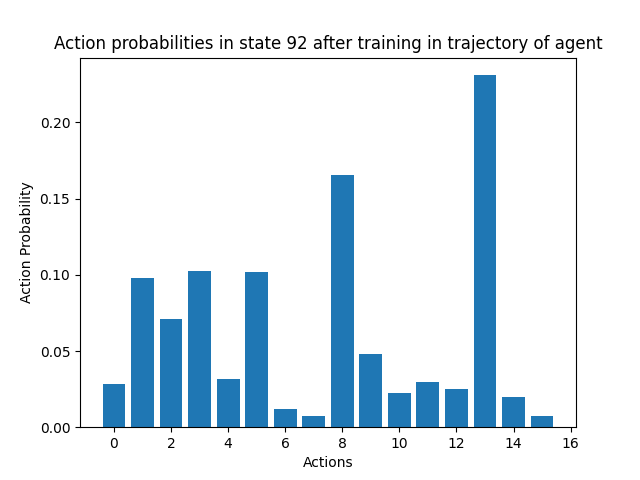 Action probabilities in state 92 after training in trajectory of agent
0.20
0.15
0.10
0.05
0.00
Action Probability
0 2 4 6 8 10 12 14 16
Actions